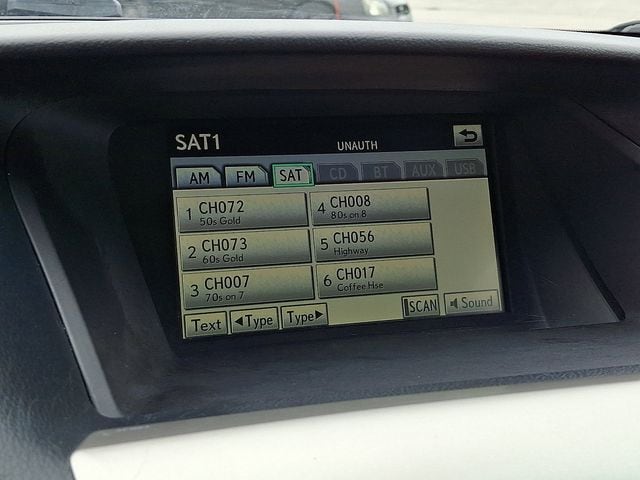 SAT1 UNAUTH
AM FM SAT CD BT AUX USB
1 CH072
50s Gold
4 CH008
80s on 8
2 CH073
60s Gold
5 CH056
Highway
3 CH007
70s on 7
6 CH017
Coffee Hse
Text ◀Type Type▶ SCAN Sound